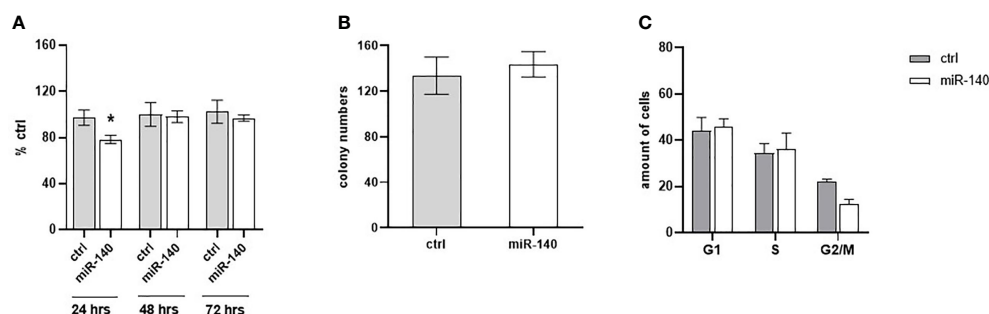 A
160
120
80
40
0
% ctrl
*
ctrl
miR-140
ctrl
miR-140
ctrl
miR-140
24 hrs
48 hrs
72 hrs
B
160
120
80
40
0
colony numbers
ctrl
miR-140
C
80
60
40
20
0
amount of cells
G1
S
G2/M
ctrl
miR-140